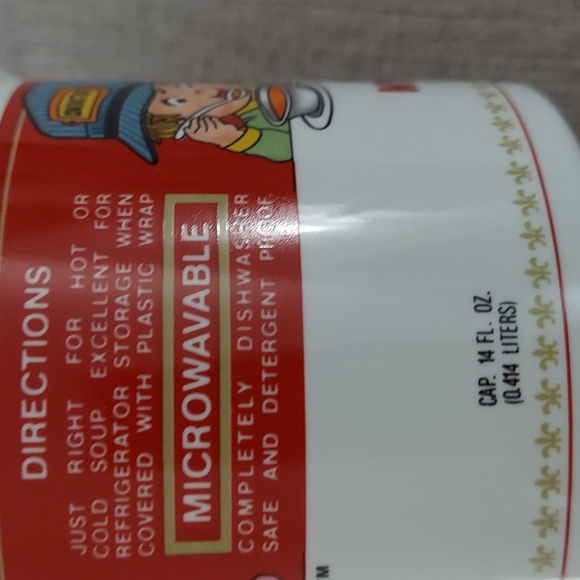 DIRECTIONS
JUST RIGHT FOR HOT OR
COLD SOUP. EXCELLENT FOR
REFRIGERATOR STORAGE WHEN
COVERED WITH PLASTIC WRAP
MICROWAVABLE
COMPLETELY DISHWASHER
SAFE AND DETERGENT PROOF.
CAP. 14 FL. OZ.
(0.414 LITERS)
TM